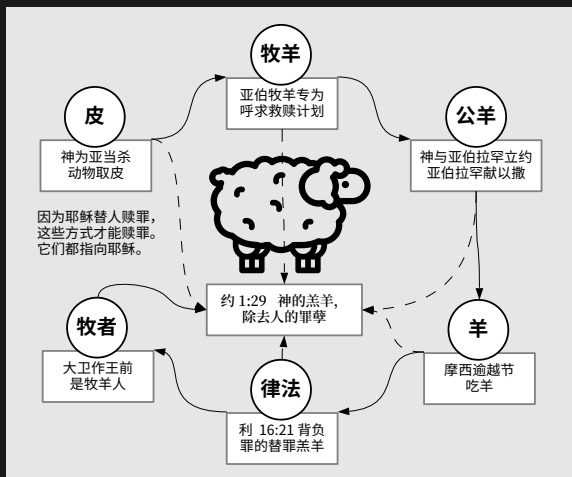 牧羊
亚伯牧羊专为
呼求救赎计划
皮
神为亚当杀
动物取皮
公羊
神与亚伯拉罕立约
亚伯拉罕献以撒
因为耶稣替人赎罪，
这些方式才能赎罪。
它们都指向耶稣。
约 1:29 神的羔羊,
除去人的罪孽
牧者
大卫作王前
是牧羊人
羊
摩西逾越节
吃羊
律法
利 16:21 背负
罪的替罪羔羊